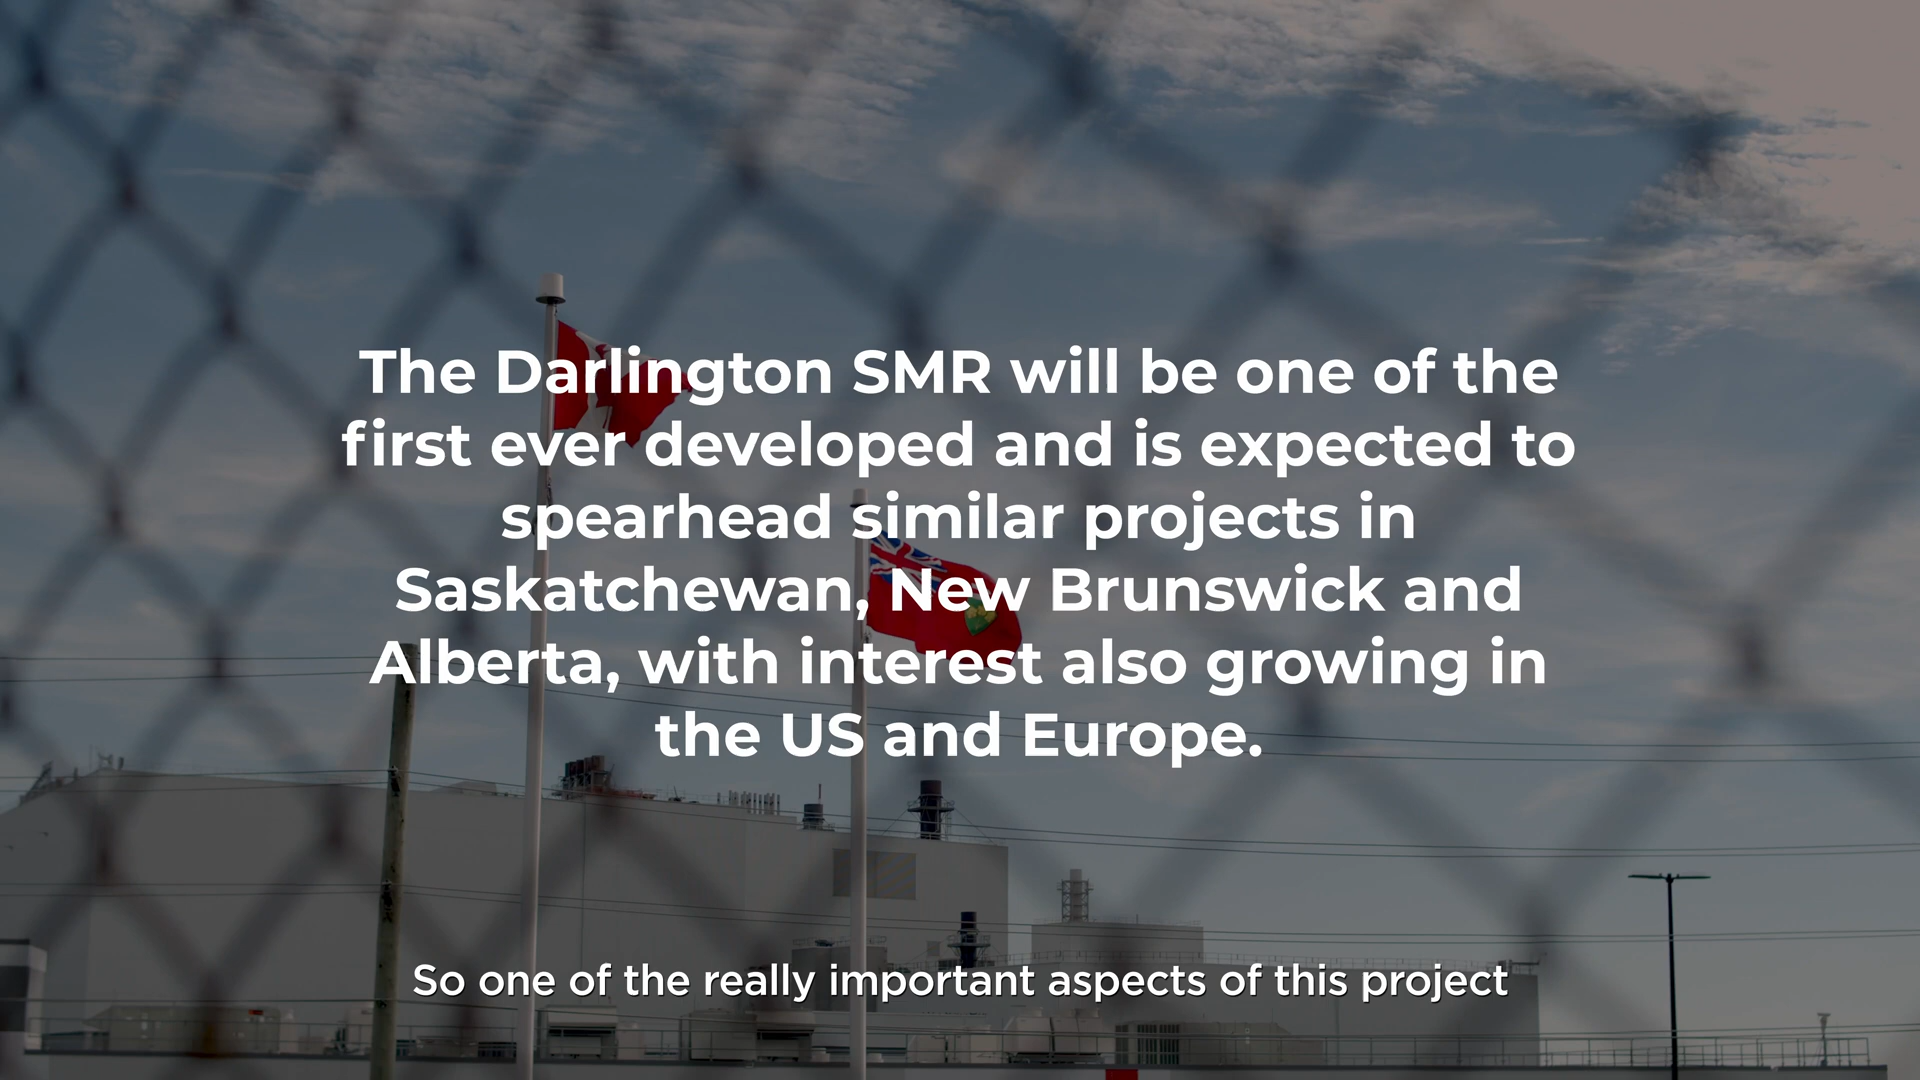 The Darlington SMR will be one of the
first ever developed and is expected to
spearhead similar projects in
Saskatchewan, New Brunswick and
Alberta, with interest also growing in
the US and Europe.
So one of the really important aspects of this project